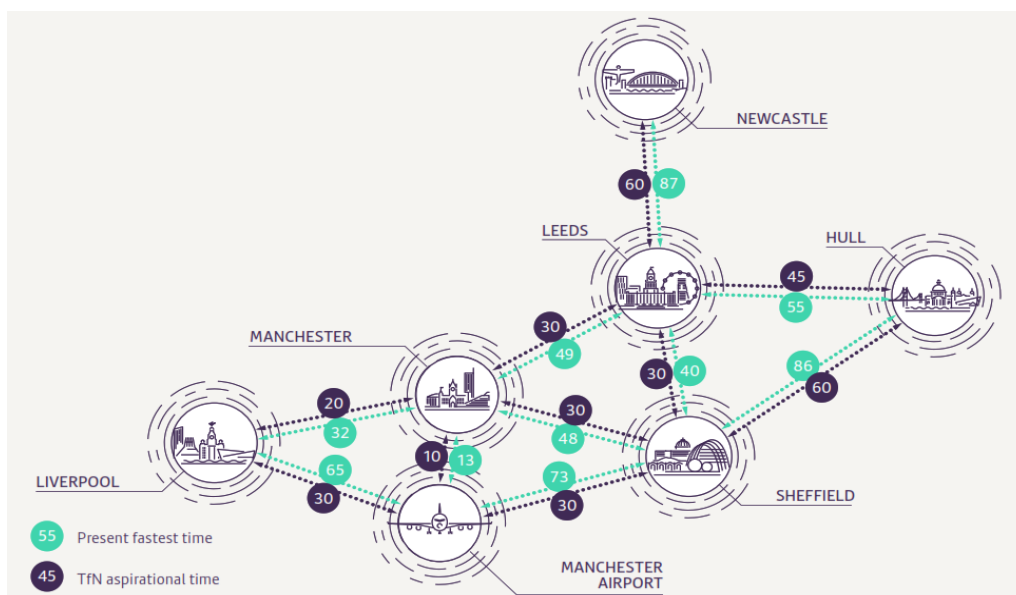 NEWCASTLE
60
87
LEEDS
HULL
45
55
30
49
MANCHESTER
30
40
86
60
20
32
30
48
10
13
65
30
73
30
LIVERPOOL
SHEFFIELD
MANCHESTER
AIRPORT
55 Present fastest time
45 TfN aspirational time